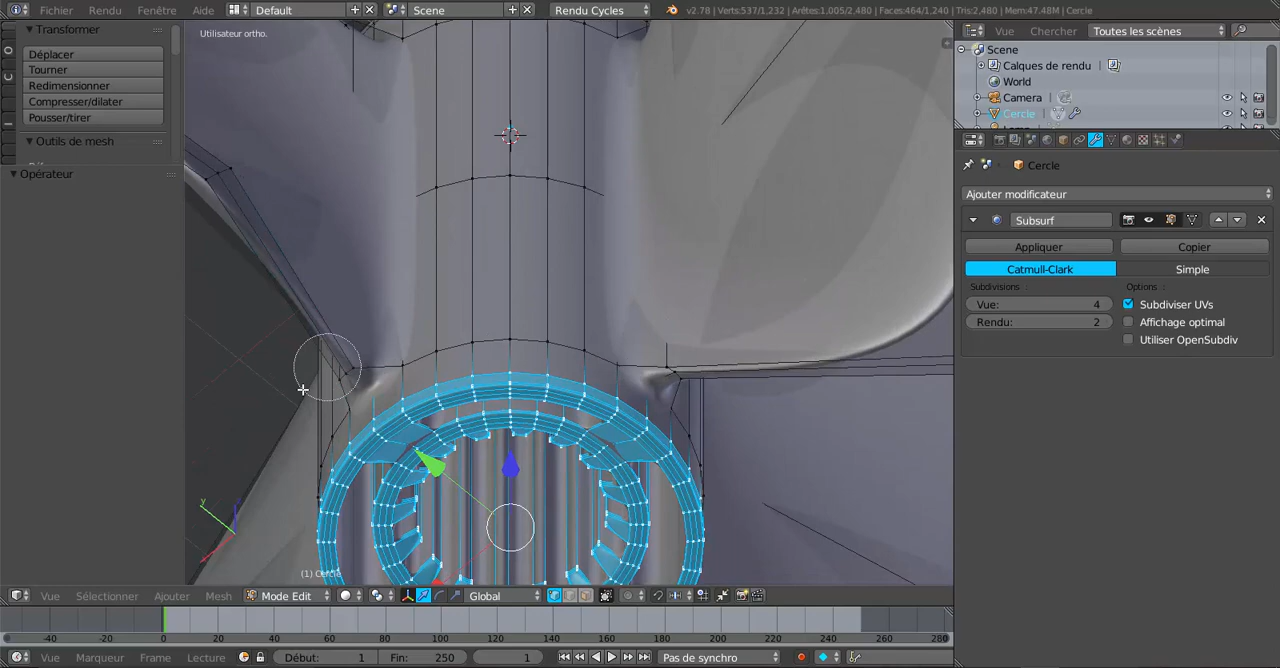 Fichier Rendu Fenêtre Aide Default Scene Rendu Cycles v2.78 | Verts:537/1,232 | Arêtes:1,005/2,480 | Faces:464/1,240 | Tris:2,480 | Mem:47.48M | Cercle
Transformer
Déplacer
Tourner
Redimensionner
Compresser/dilater
Pousser/tirer
Outils de mesh
Opérateur
Utilisateur ortho.
y
(1) Cercle
Vue Chercher Toutes les scènes
Scene
Calques de rendu
World
Camera
Cercle
Cercle
Ajouter modificateur
Subsurf
Appliquer Copier
Catmull-Clark Simple
Subdivisions : Options :
Vue: 4 Subdiviser UVs
Rendu: 2 Affichage optimal
Utiliser OpenSubdiv
Vue Sélectionner Ajouter Mesh Mode Edit Global
-40 -20 0 20 40 60 80 100 120 140 160 180 200 220 240 260 280
Vue Marqueur Frame Lecture Début: 1 Fin: 250 1 Pas de synchro